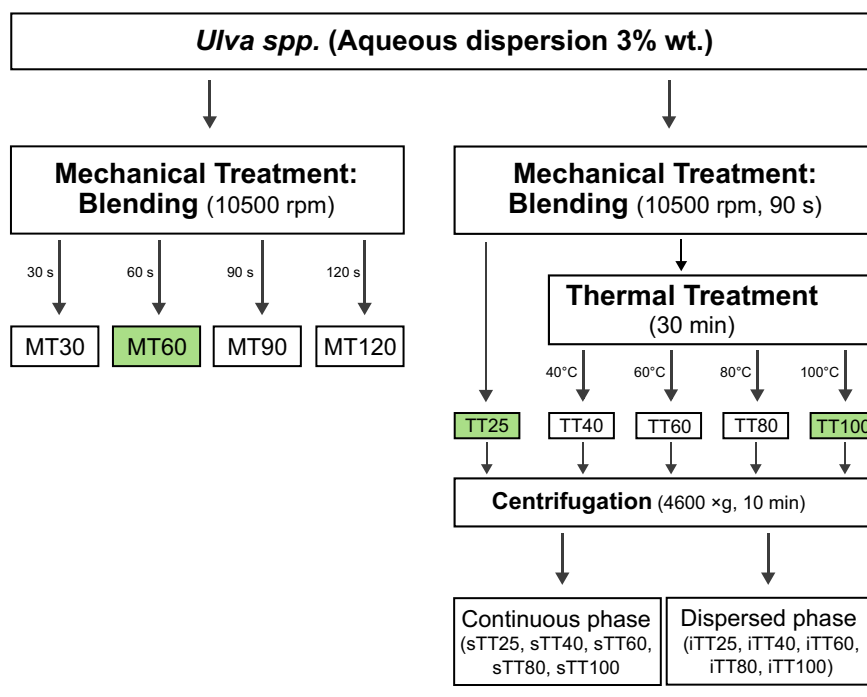 Ulva spp. (Aqueous dispersion 3% wt.)
Mechanical Treatment:
Blending (10500 rpm)
30 s
60 s
90 s
120 s
MT30
MT60
MT90
MT120
Mechanical Treatment:
Blending (10500 rpm, 90 s)
Thermal Treatment
(30 min)
40°C
60°C
80°C
100°C
TT25
TT40
TT60
TT80
TT100
Centrifugation (4600 ×g, 10 min)
Continuous phase
(sTT25, sTT40, sTT60,
sTT80, sTT100
Dispersed phase
(iTT25, iTT40, iTT60,
iTT80, iTT100)